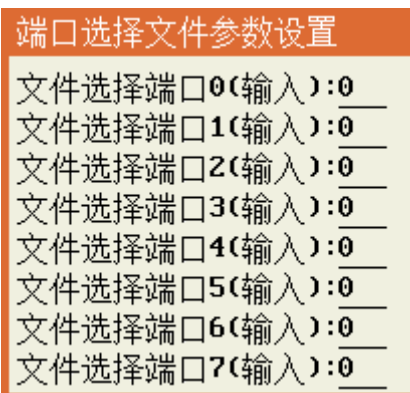 端口选择文件参数设置
文件选择端口0(输入):0
文件选择端口1(输入):0
文件选择端口2(输入):0
文件选择端口3(输入):0
文件选择端口4(输入):0
文件选择端口5(输入):0
文件选择端口6(输入):0
文件选择端口7(输入):0